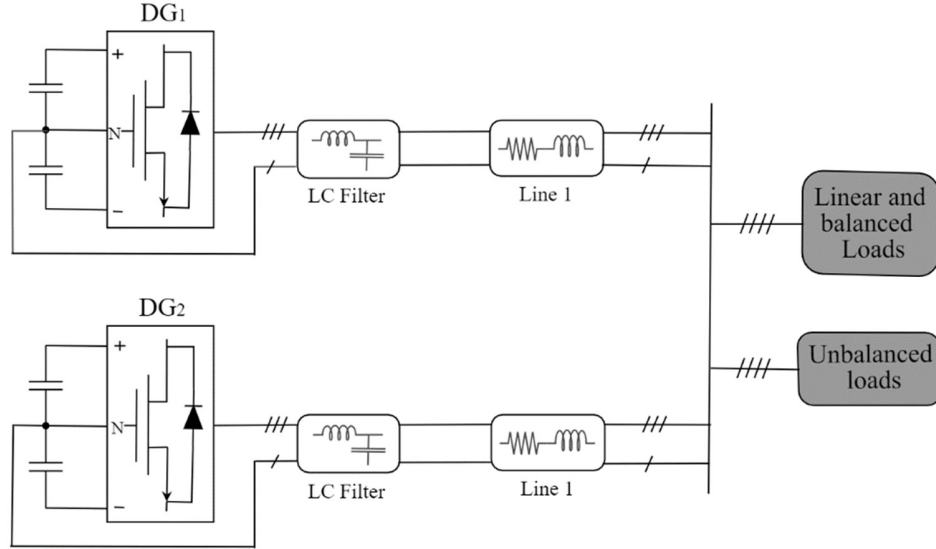 DG1
+
N
−
LC Filter
Line 1
Linear and
balanced
Loads
DG2
+
N
−
LC Filter
Line 1
Unbalanced
loads